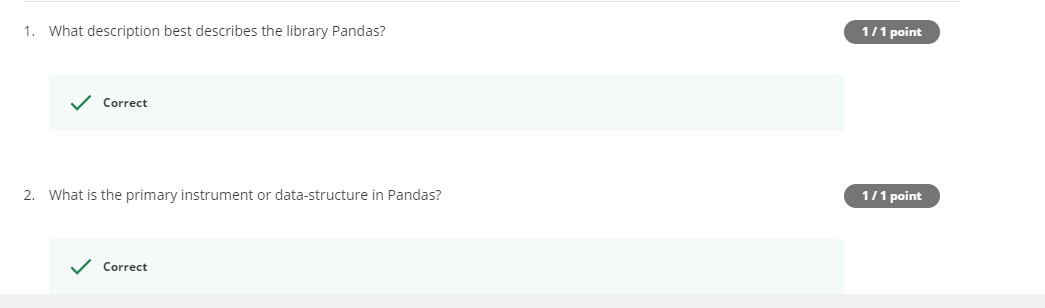 1. What description best describes the library Pandas?
1 / 1 point
Correct
2. What is the primary instrument or data-structure in Pandas?
1 / 1 point
Correct